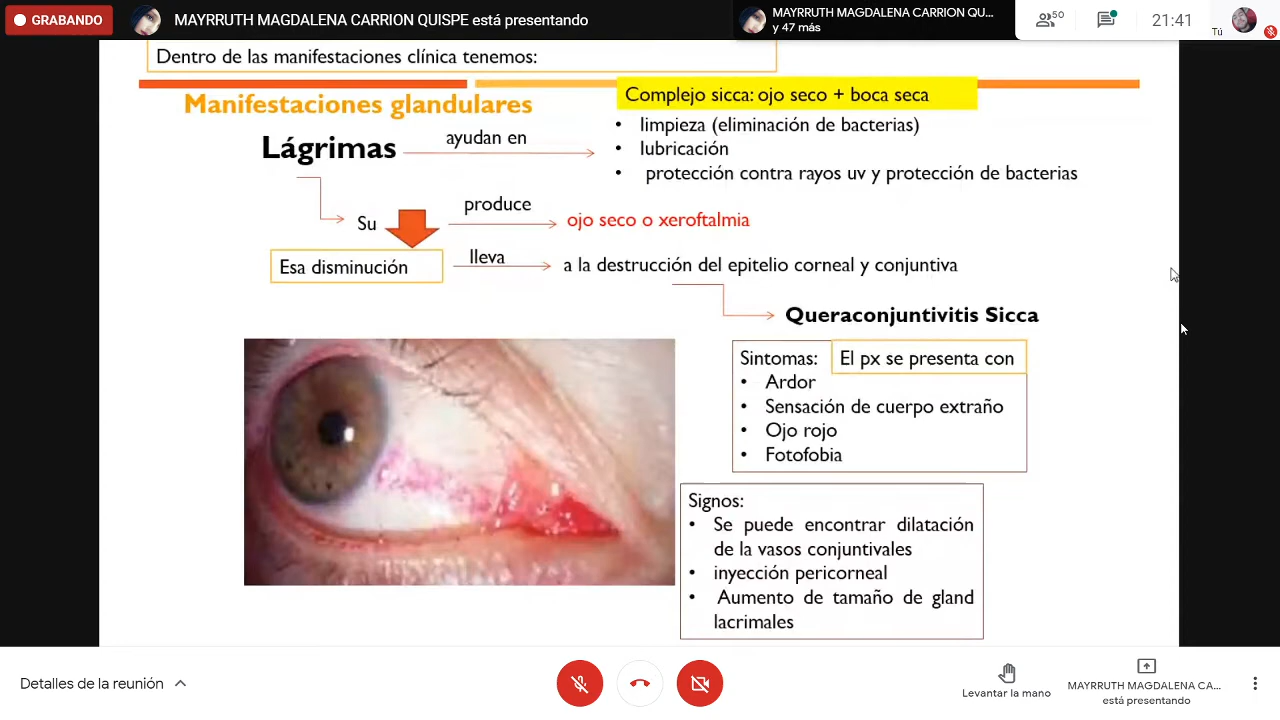 GRABANDO
MAYRRUTH MAGDALENA CARRION QUISPE está presentando
MAYRRUTH MAGDALENA CARRION QU...
y 47 más
50
21:41
Tú
Dentro de las manifestaciones clínica tenemos:
Manifestaciones glandulares
Complejo sicca: ojo seco + boca seca
Lágrimas
ayudan en
• limpieza (eliminación de bacterias)
• lubricación
• protección contra rayos uv y protección de bacterias
Su
produce
ojo seco o xeroftalmia
Esa disminución
lleva
a la destrucción del epitelio corneal y conjuntiva
Queraconjuntivitis Sicca
Sintomas:
El px se presenta con
• Ardor
• Sensación de cuerpo extraño
• Ojo rojo
• Fotofobia
Signos:
• Se puede encontrar dilatación
de la vasos conjuntivales
• inyección pericorneal
• Aumento de tamaño de gland
lacrimales
Detalles de la reunión
Levantar la mano
MAYRRUTH MAGDALENA CA...
está presentando